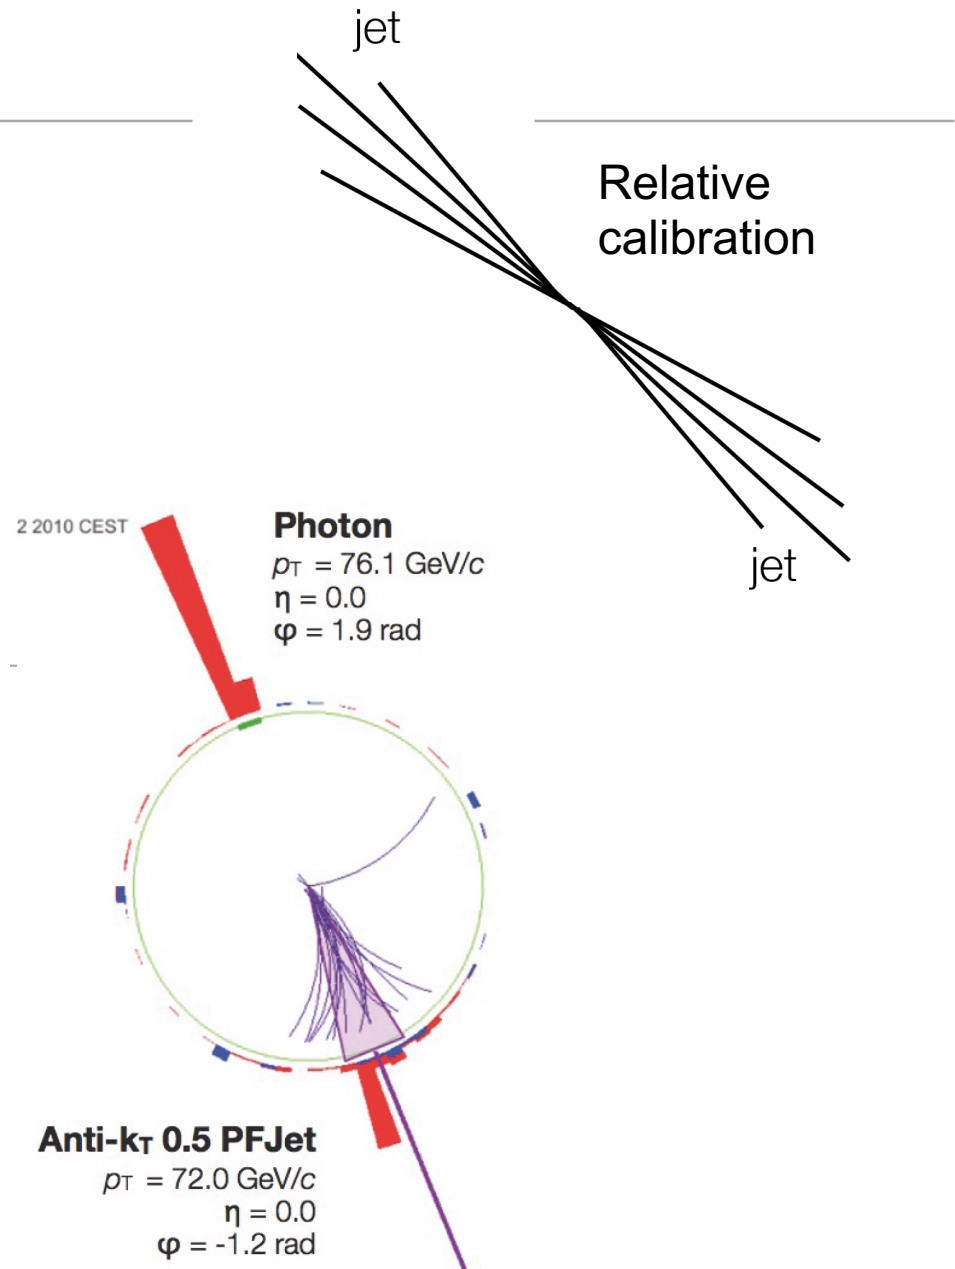 jet
Relative
calibration
jet
2 2010 CEST
Photon
pT = 76.1 GeV/c
η = 0.0
φ = 1.9 rad
Anti-kT 0.5 PFJet
pT = 72.0 GeV/c
η = 0.0
φ = -1.2 rad